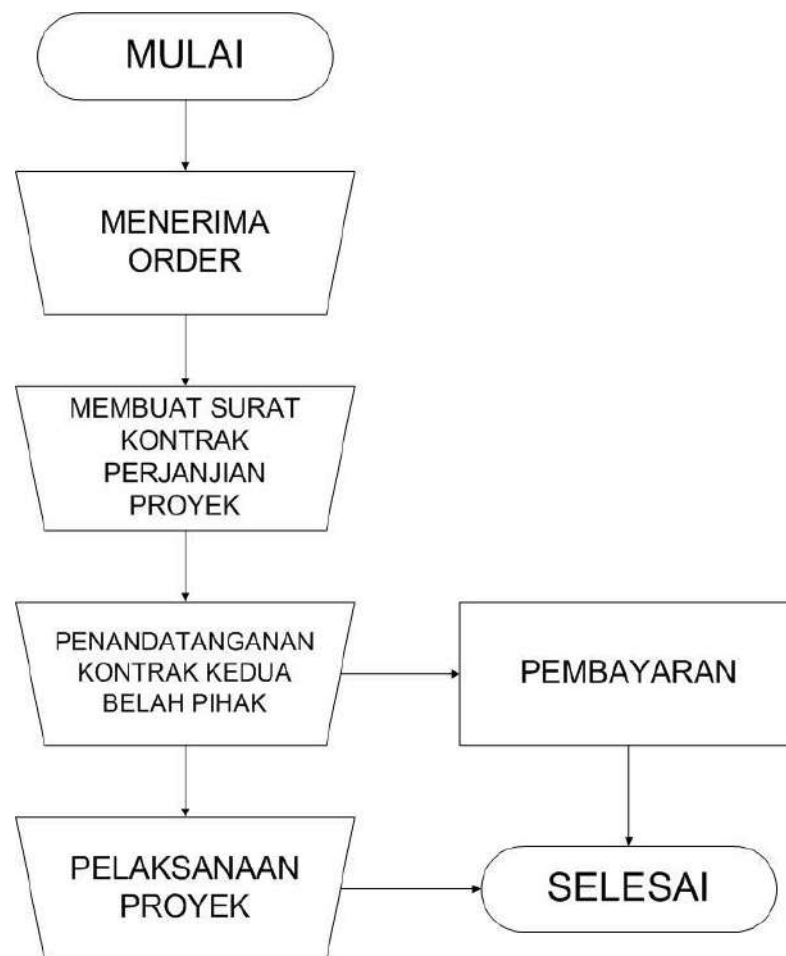 MULAI
MENERIMA
ORDER
MEMBUAT SURAT
KONTRAK
PERJANJIAN
PROYEK
PENANDATANGANAN
KONTRAK KEDUA
BELAH PIHAK
PEMBAYARAN
PELAKSANAAN
PROYEK
SELESAI